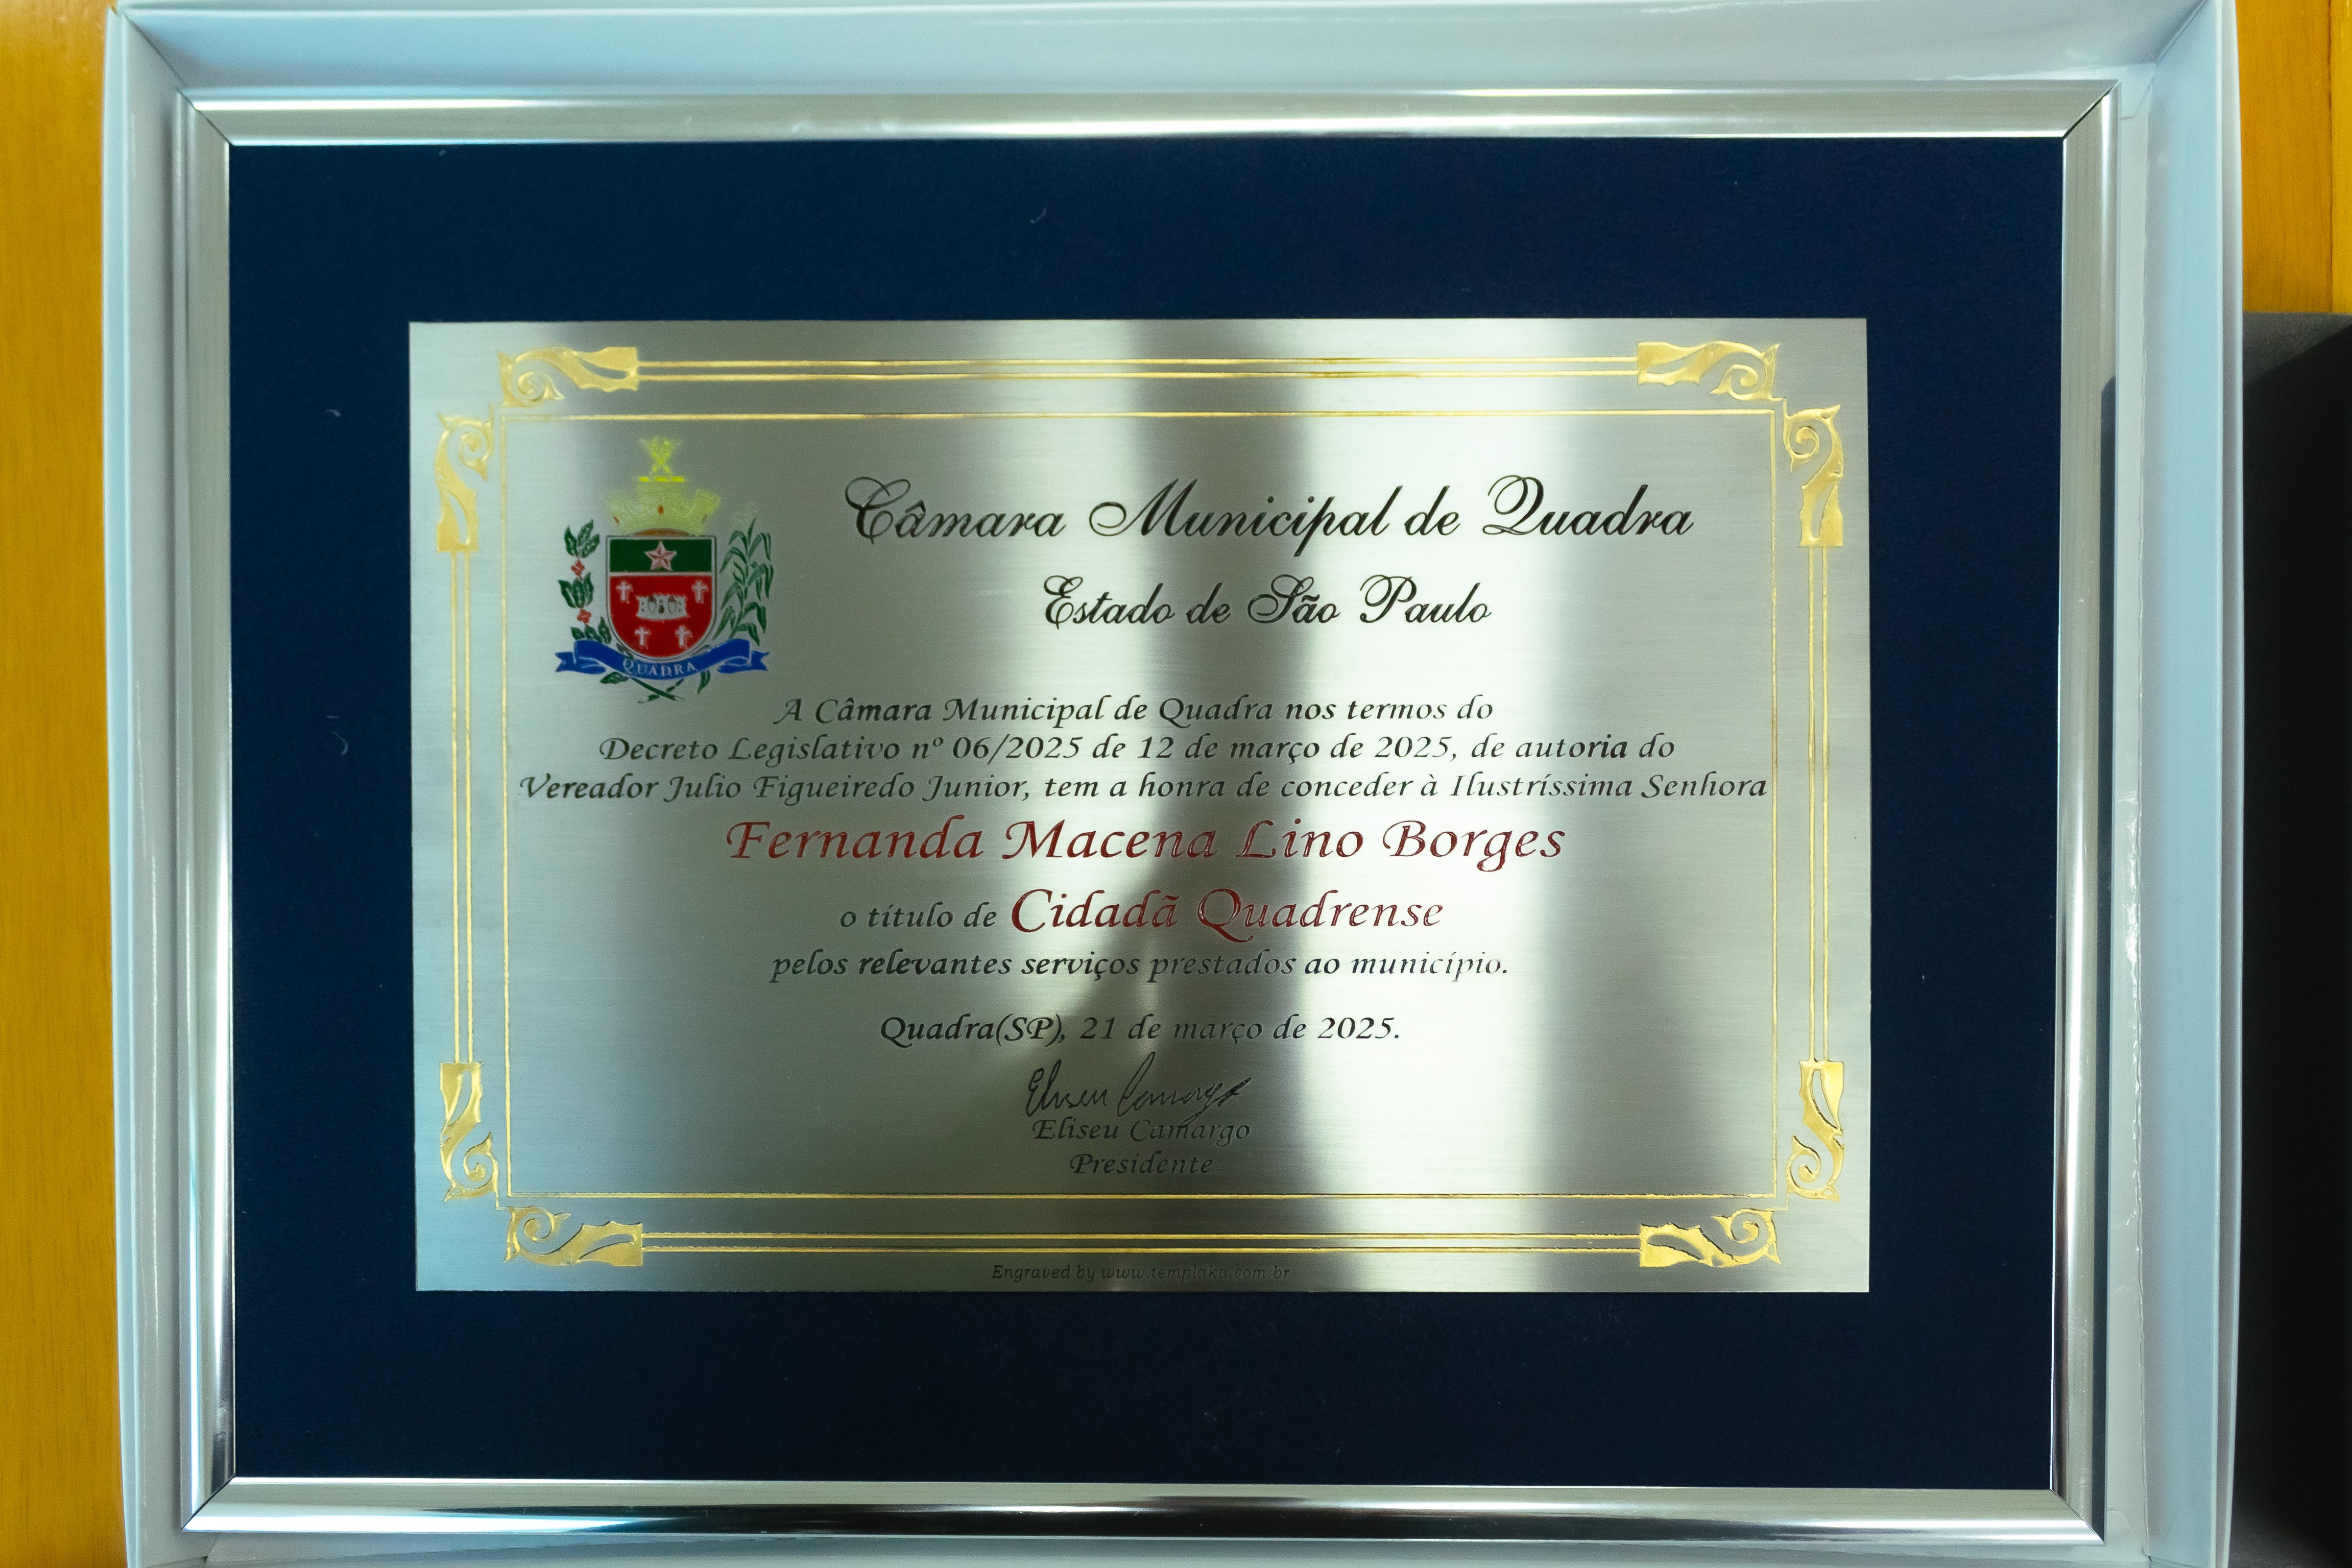 Câmara Municipal de Quadra
Estado de São Paulo
QUADRA
A Câmara Municipal de Quadra nos termos do
Decreto Legislativo nº 06/2025 de 12 de março de 2025, de autoria do
Vereador Julio Figueiredo Junior, tem a honra de conceder à Ilustríssima Senhora
Fernanda Macena Lino Borges
o título de Cidadã Quadrense
pelos relevantes serviços prestados ao município.
Quadra(SP), 21 de março de 2025.
Eliseu Camargo
Eliseu Camargo
Presidente
Engraved by www.templaka.com.br